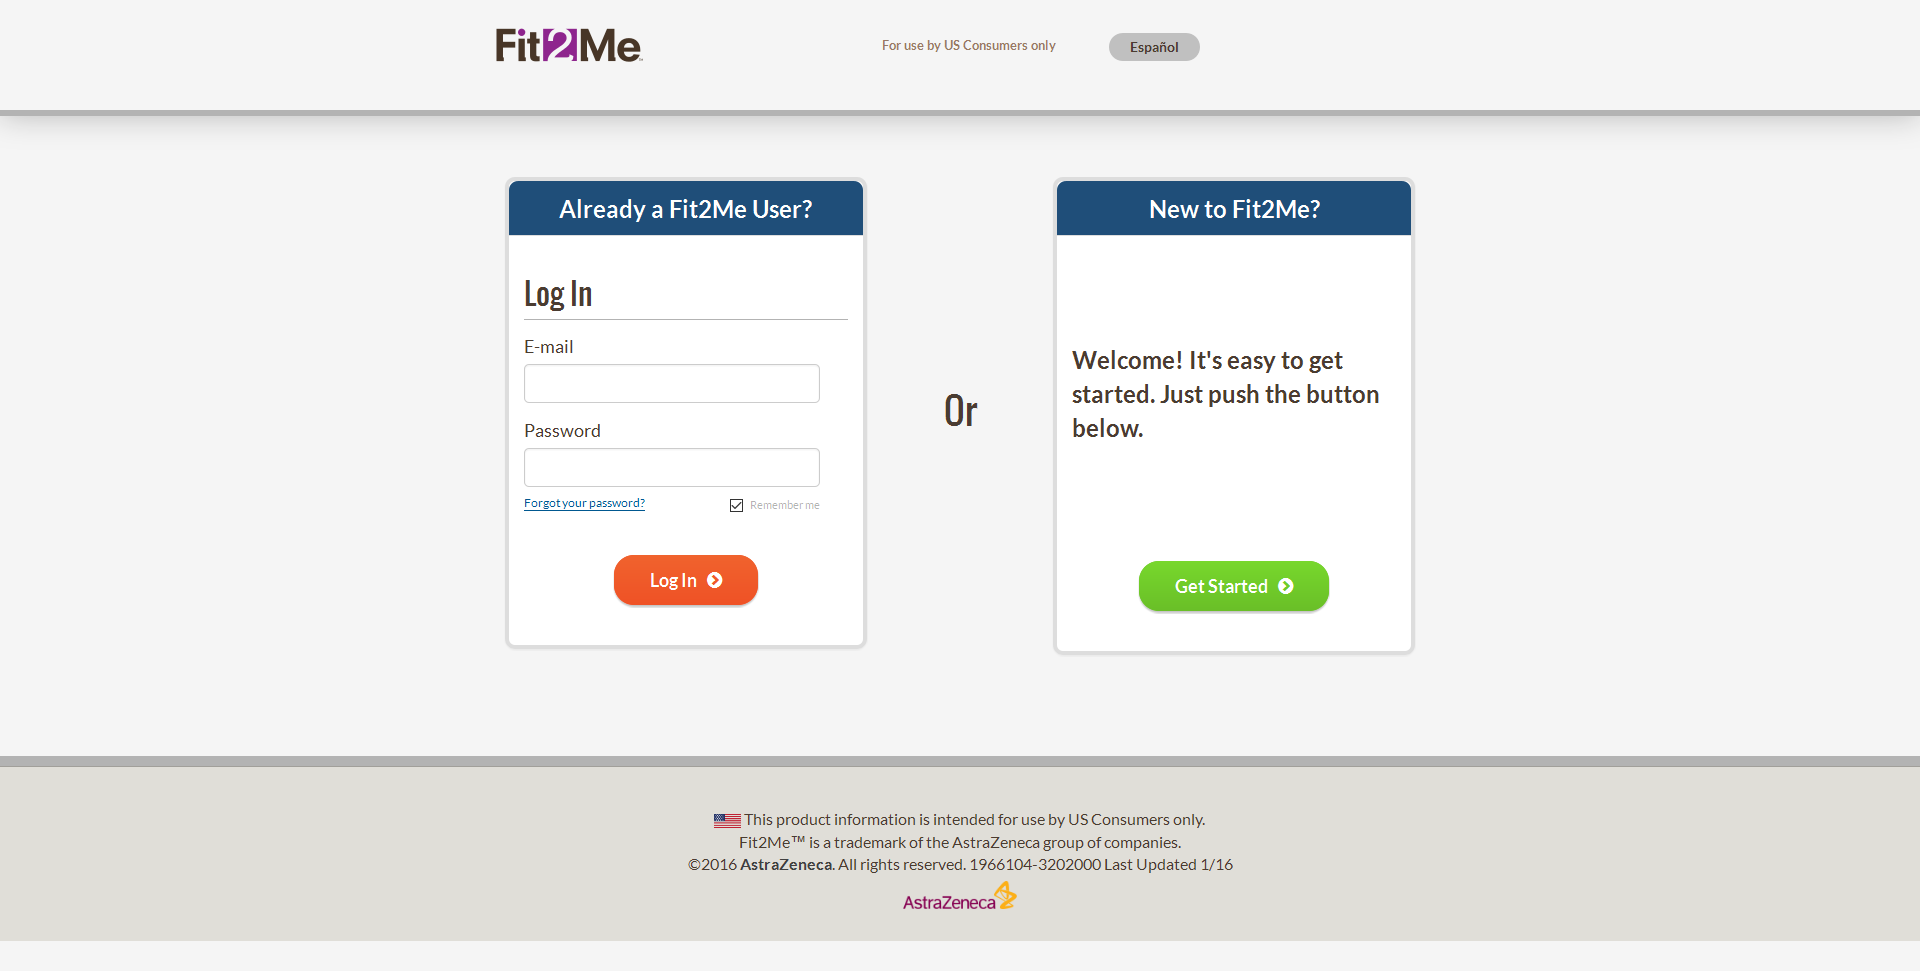 Fit2Me™
For use by US Consumers only
Español
Already a Fit2Me User?
Log In
E-mail
Password
Forgot your password?
Remember me
Log In
Or
New to Fit2Me?
Welcome! It's easy to get
started. Just push the button
below.
Get Started
This product information is intended for use by US Consumers only.
Fit2Me™ is a trademark of the AstraZeneca group of companies.
©2016 AstraZeneca. All rights reserved. 1966104-3202000 Last Updated 1/16
AstraZeneca